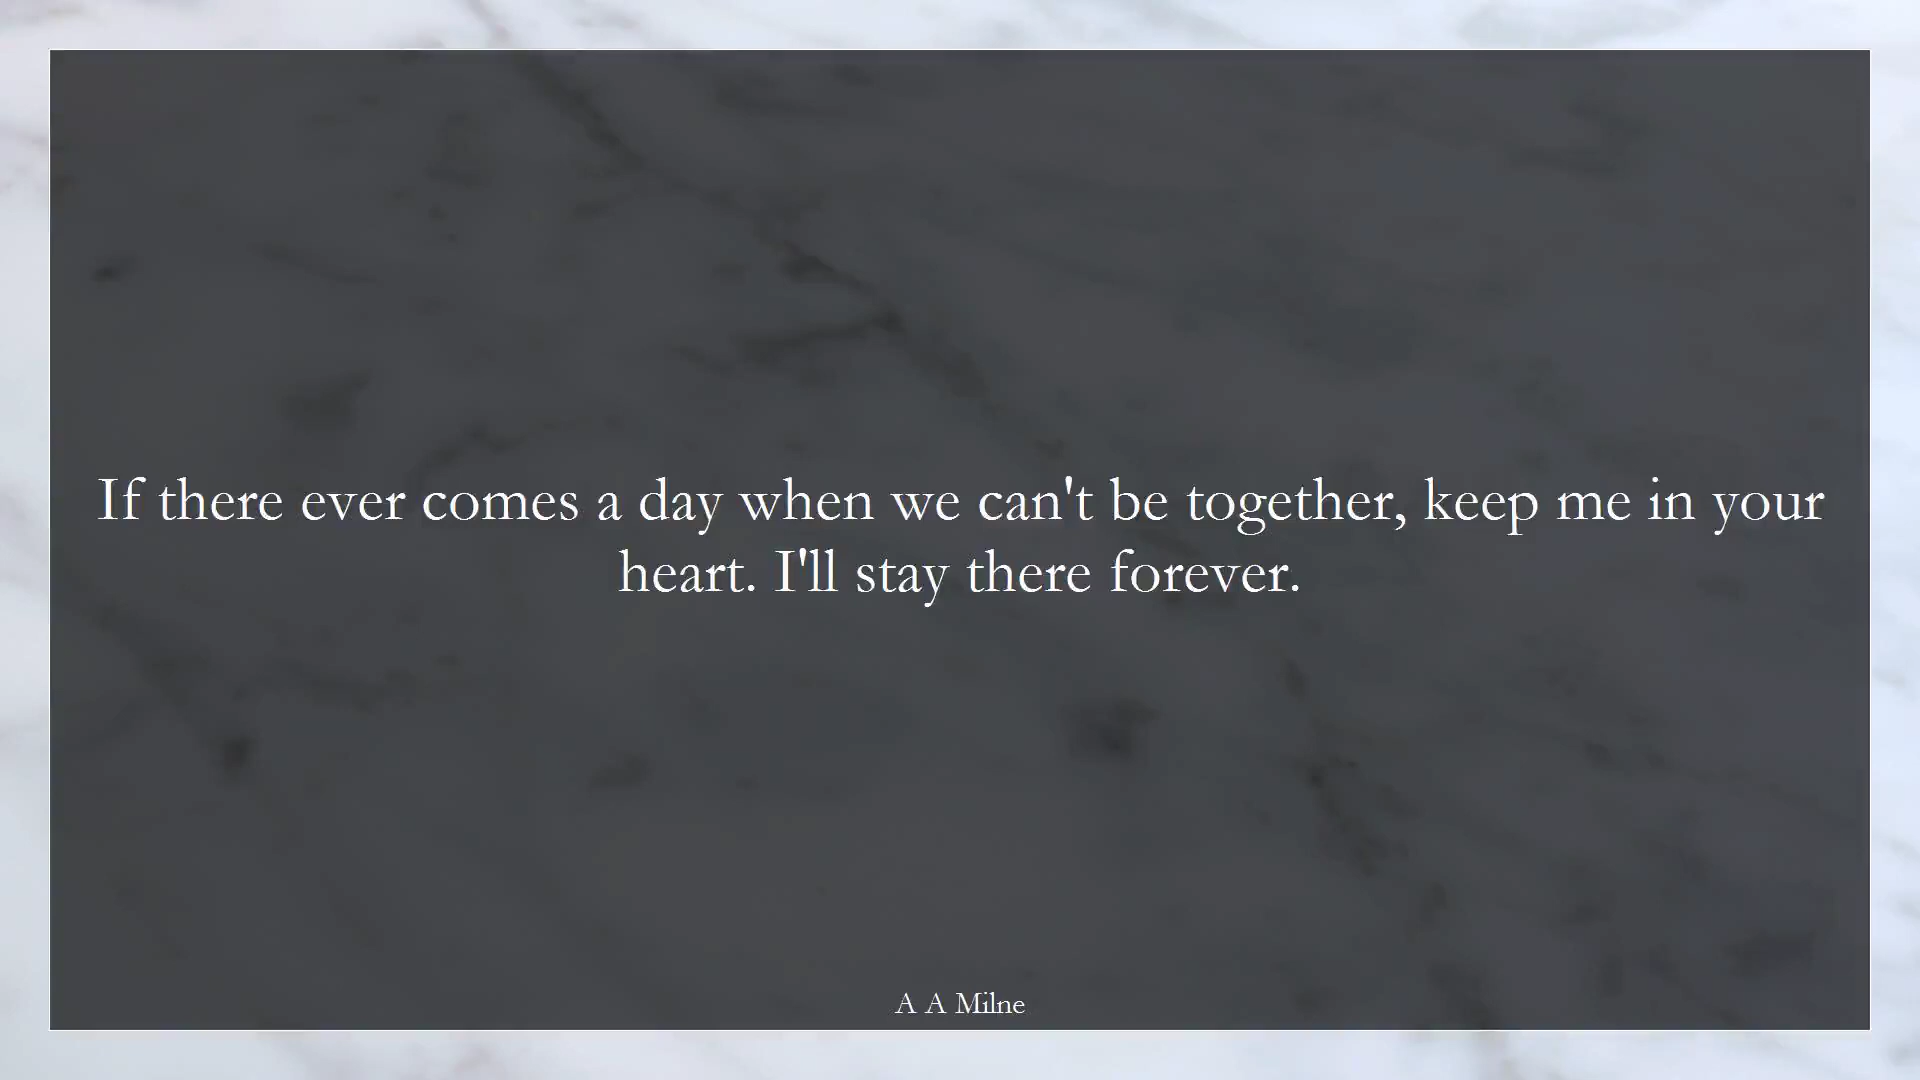 If there ever comes a day when we can't be together, keep me in your
heart. I'll stay there forever.
A A Milne